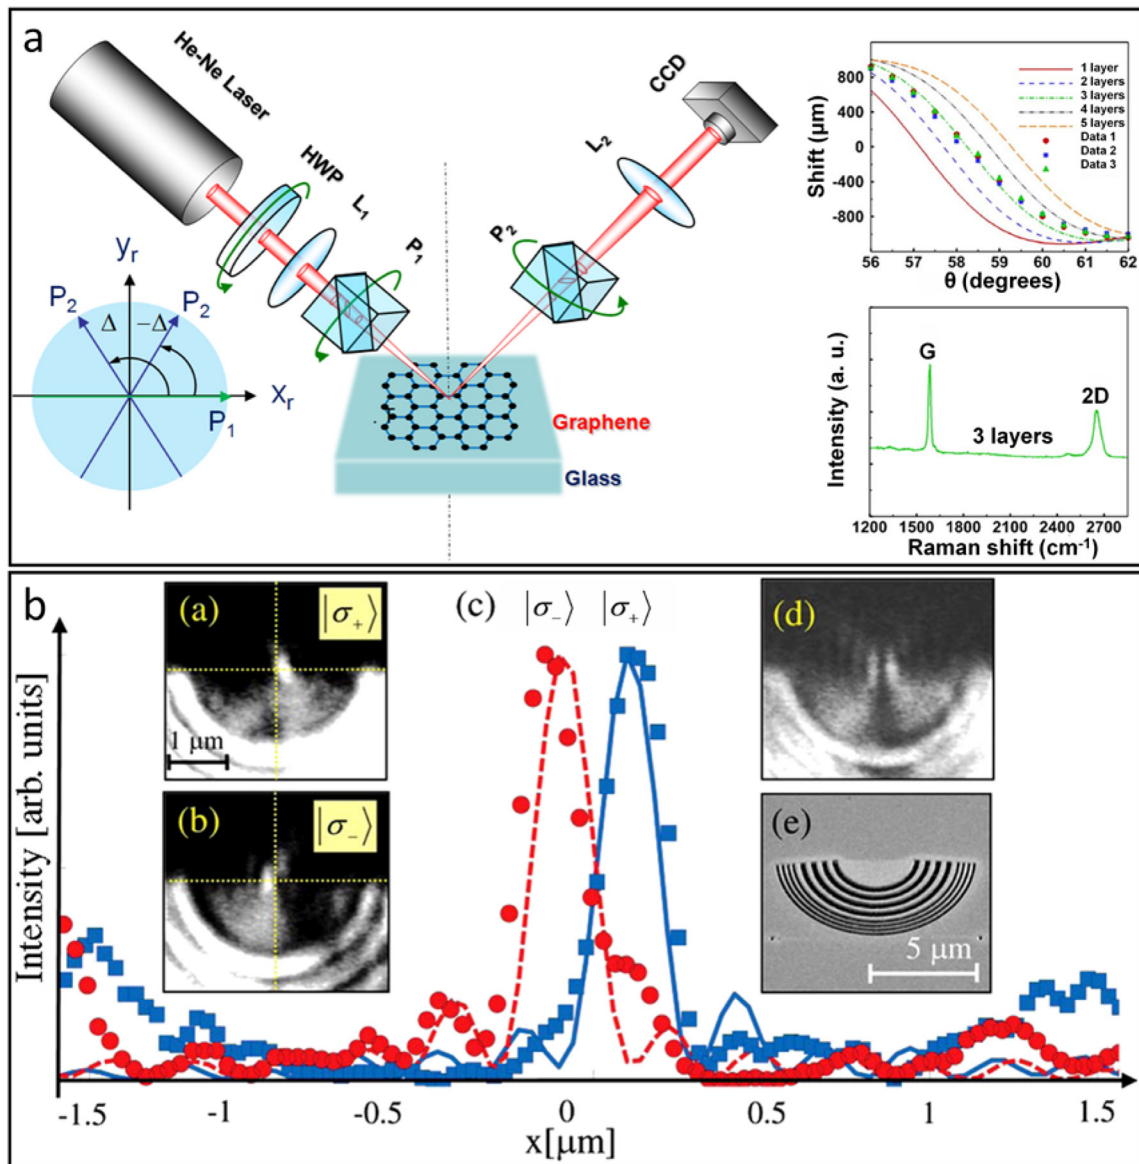 a
He-Ne Laser
HWP
L1
P1
P2
L2
CCD
yr
P2
P2
Δ
-Δ
xr
P1
Graphene
Glass
Shift (μm)
800
400
0
-400
-800
56 57 58 59 60 61 62
θ (degrees)
1 layer
2 layers
3 layers
4 layers
5 layers
Data 1
Data 2
Data 3
Intensity (a. u.)
G
3 layers
2D
1200 1500 1800 2100 2400 2700
Raman shift (cm-1)
b
(a)
|σ+⟩
1 μm
(b)
|σ-⟩
(c)
|σ-⟩ |σ+⟩
(d)
(e)
5 μm
Intensity [arb. units]
-1.5 -1 -0.5 0 0.5 1 1.5
x[μm]